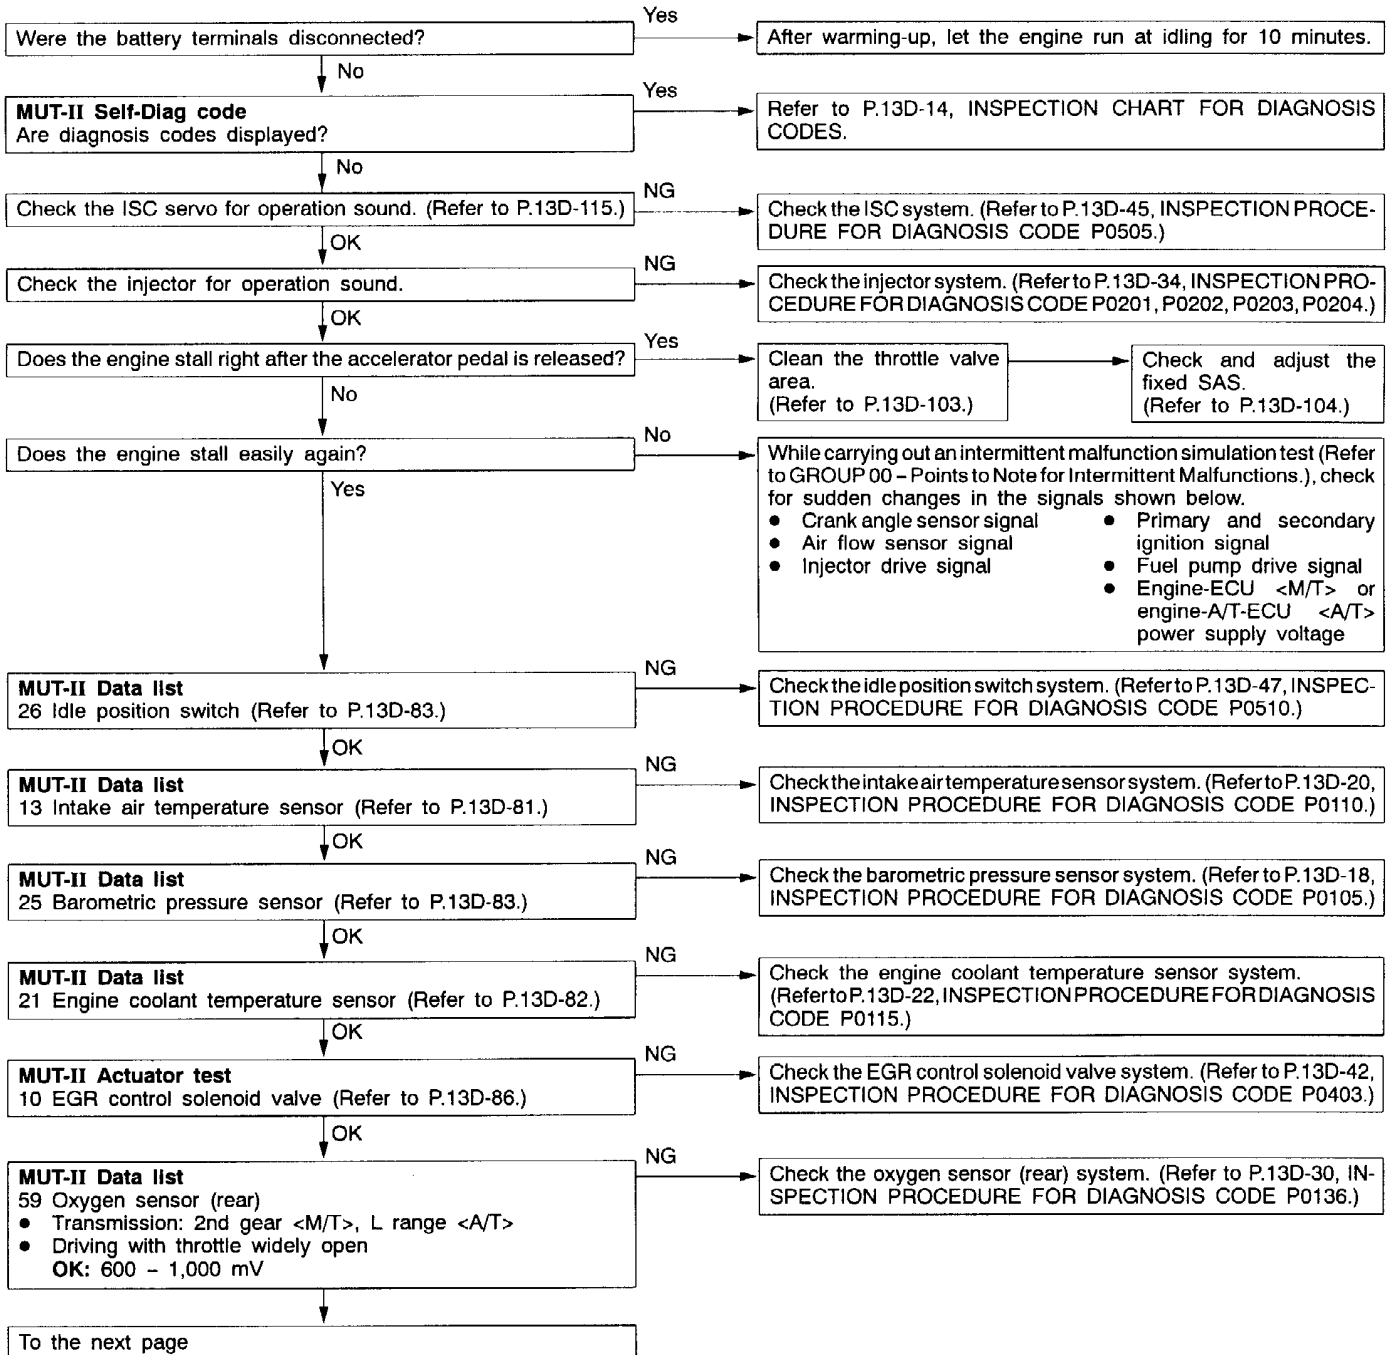 Were the battery terminals disconnected?
Yes
After warming-up, let the engine run at idling for 10 minutes.
No
MUT-II Self-Diag code
Are diagnosis codes displayed?
Yes
Refer to P.13D-14, INSPECTION CHART FOR DIAGNOSIS
CODES.
No
Check the ISC servo for operation sound. (Refer to P.13D-115.)
NG
Check the ISC system. (Refer to P.13D-45, INSPECTION PROCE-
DURE FOR DIAGNOSIS CODE P0505.)
OK
Check the injector for operation sound.
NG
Check the injector system. (Refer to P.13D-34, INSPECTION PRO-
CEDURE FOR DIAGNOSIS CODE P0201, P0202, P0203, P0204.)
OK
Does the engine stall right after the accelerator pedal is released?
Yes
Clean the throttle valve
area.
(Refer to P.13D-103.)
Check and adjust the
fixed SAS.
(Refer to P.13D-104.)
No
Does the engine stall easily again?
No
While carrying out an intermittent malfunction simulation test (Refer
to GROUP 00 – Points to Note for Intermittent Malfunctions.), check
for sudden changes in the signals shown below.
● Crank angle sensor signal
● Air flow sensor signal
● Injector drive signal
● Primary and secondary
ignition signal
● Fuel pump drive signal
● Engine-ECU <M/T> or
engine-A/T-ECU <A/T>
power supply voltage
Yes
MUT-II Data list
26 Idle position switch (Refer to P.13D-83.)
NG
Check the idle position switch system. (Refer to P.13D-47, INSPEC-
TION PROCEDURE FOR DIAGNOSIS CODE P0510.)
OK
MUT-II Data list
13 Intake air temperature sensor (Refer to P.13D-81.)
NG
Check the intake air temperature sensor system. (Refer to P.13D-20,
INSPECTION PROCEDURE FOR DIAGNOSIS CODE P0110.)
OK
MUT-II Data list
25 Barometric pressure sensor (Refer to P.13D-83.)
NG
Check the barometric pressure sensor system. (Refer to P.13D-18,
INSPECTION PROCEDURE FOR DIAGNOSIS CODE P0105.)
OK
MUT-II Data list
21 Engine coolant temperature sensor (Refer to P.13D-82.)
NG
Check the engine coolant temperature sensor system.
(Refer to P.13D-22, INSPECTION PROCEDURE FOR DIAGNOSIS
CODE P0115.)
OK
MUT-II Actuator test
10 EGR control solenoid valve (Refer to P.13D-86.)
NG
Check the EGR control solenoid valve system. (Refer to P.13D-42,
INSPECTION PROCEDURE FOR DIAGNOSIS CODE P0403.)
OK
MUT-II Data list
59 Oxygen sensor (rear)
● Transmission: 2nd gear <M/T>, L range <A/T>
● Driving with throttle widely open
OK: 600 – 1,000 mV
NG
Check the oxygen sensor (rear) system. (Refer to P.13D-30, IN-
SPECTION PROCEDURE FOR DIAGNOSIS CODE P0136.)
To the next page